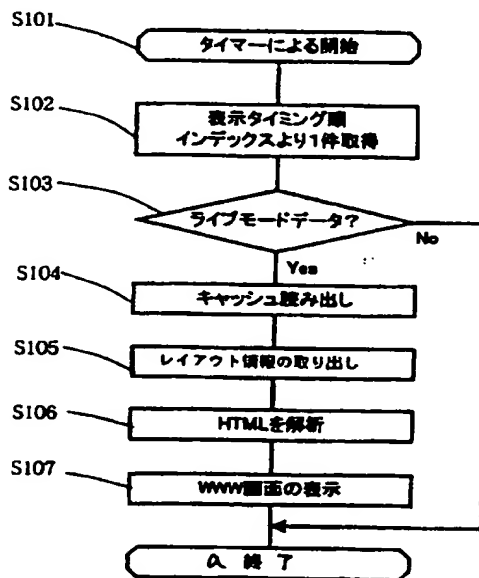 S101
タイマーによる開始
S102
表示タイミング順
インデックスより1件取得
S103
ライブモードデータ?
No
Yes
S104
キャッシュ読み出し
S105
レイアウト情報の取り出し
S106
HTMLを解析
S107
WWW画面の表示
a 終了